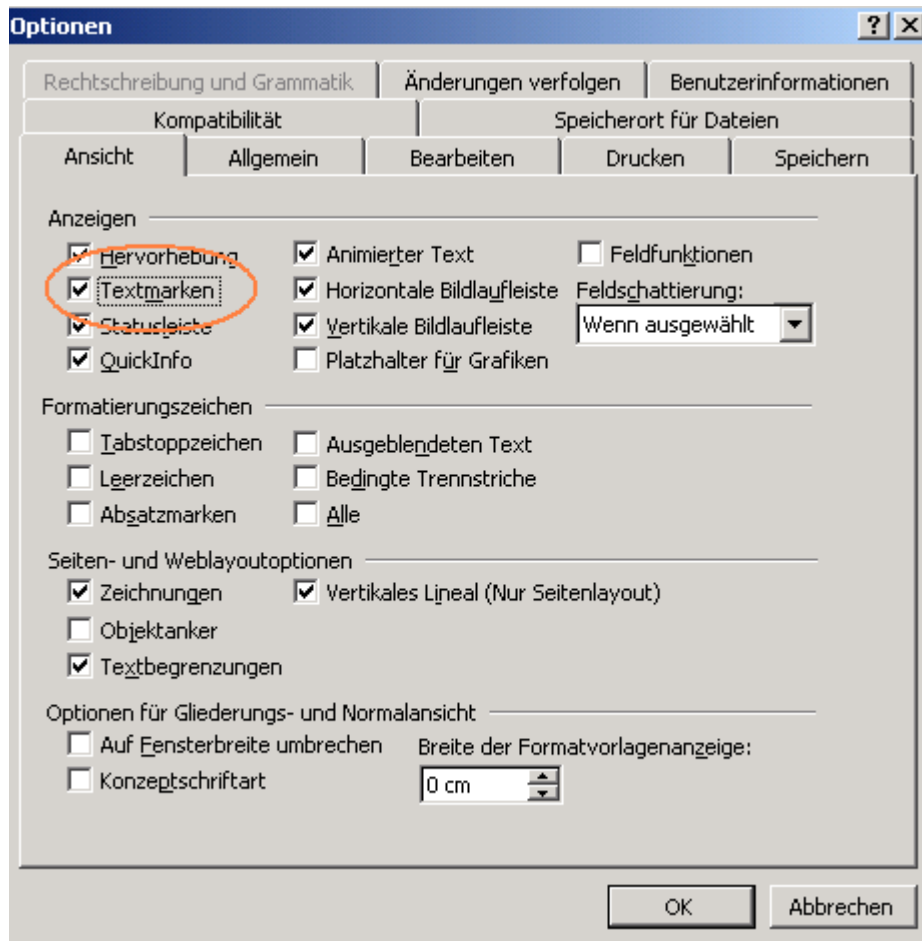 Optionen
Rechtschreibung und Grammatik Änderungen verfolgen Benutzerinformationen
Kompatibilität Speicherort für Dateien
Ansicht Allgemein Bearbeiten Drucken Speichern
Anzeigen
Hervorhebung Animierter Text Feldfunktionen
Textmarken Horizontale Bildlaufleiste Feldschattierung:
Statusleiste Vertikale Bildlaufleiste Wenn ausgewählt
QuickInfo Platzhalter für Grafiken
Formatierungszeichen
Tabstoppzeichen Ausgeblendeten Text
Leerzeichen Bedingte Trennstriche
Absatzmarken Alle
Seiten- und Weblayoutoptionen
Zeichnungen Vertikales Lineal (Nur Seitenlayout)
Objektanker
Textbegrenzungen
Optionen für Gliederungs- und Normalansicht
Auf Fensterbreite umbrechen Breite der Formatvorlagenanzeige:
Konzeptschriftart 0 cm
OK Abbrechen